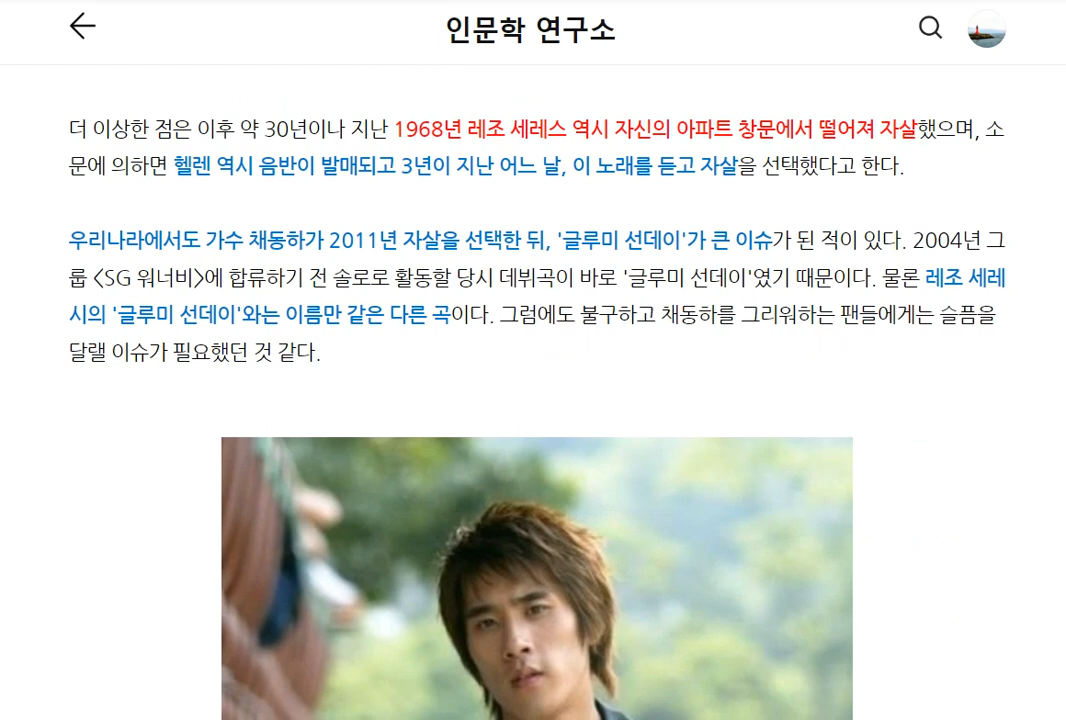 인문학 연구소
더 이상한 점은 이후 약 30년이나 지난 1968년 레조 세레스 역시 자신의 아파트 창문에서 떨어져 자살했으며, 소
문에 의하면 헬렌 역시 음반이 발매되고 3년이 지난 어느 날, 이 노래를 듣고 자살을 선택했다고 한다.
우리나라에서도 가수 채동하가 2011년 자살을 선택한 뒤, '글루미 선데이'가 큰 이슈가 된 적이 있다. 2004년 그
룹 <SG 워너비>에 합류하기 전 솔로로 활동할 당시 데뷔곡이 바로 '글루미 선데이'였기 때문이다. 물론 레조 세레
시의 '글루미 선데이'와는 이름만 같은 다른 곡이다. 그럼에도 불구하고 채동하를 그리워하는 팬들에게는 슬픔을
달랠 이슈가 필요했던 것 같다.